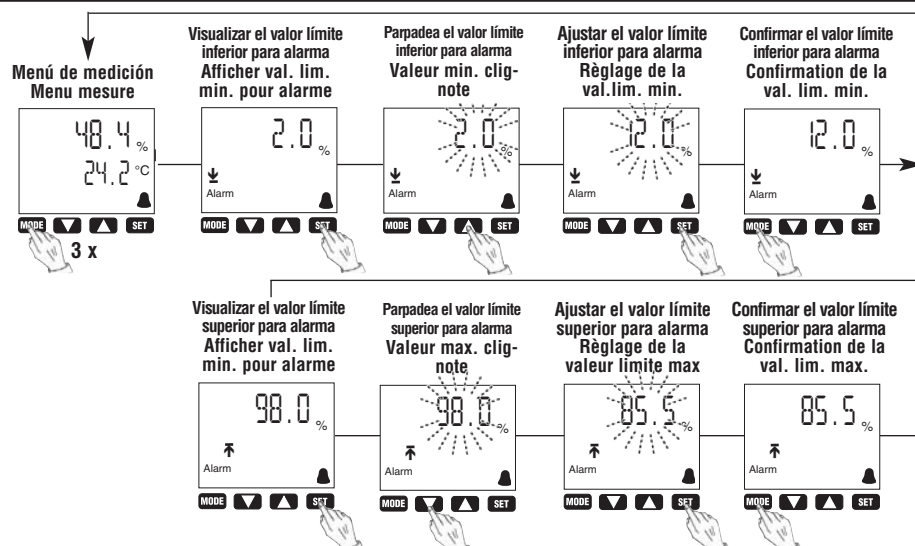 Menú de medición
Menu mesure
48.4 %
24.2 °C
MODE SET
3 x
Visualizar el valor límite
inferior para alarma
Afficher val. lim.
min. pour alarme
2.0 %
Alarm
MODE SET
Parpadea el valor límite
inferior para alarma
Valeur min. clig-
note
2.0 %
Alarm
MODE SET
Ajustar el valor límite
inferior para alarma
Règlage de la
val.lim. min.
12.0 %
Alarm
MODE SET
Confirmar el valor límite
inferior para alarma
Confirmation de la
val. lim. min.
12.0 %
Alarm
MODE SET
Visualizar el valor límite
superior para alarma
Afficher val. lim.
min. pour alarme
98.0 %
Alarm
MODE SET
Parpadea el valor límite
superior para alarma
Valeur max. clig-
note
98.0 %
Alarm
MODE SET
Ajustar el valor límite
superior para alarma
Règlage de la
valeur limite max
85.5 %
Alarm
MODE SET
Confirmar el valor límite
superior para alarma
Confirmation de la
val. lim. max.
85.5 %
Alarm
MODE SET